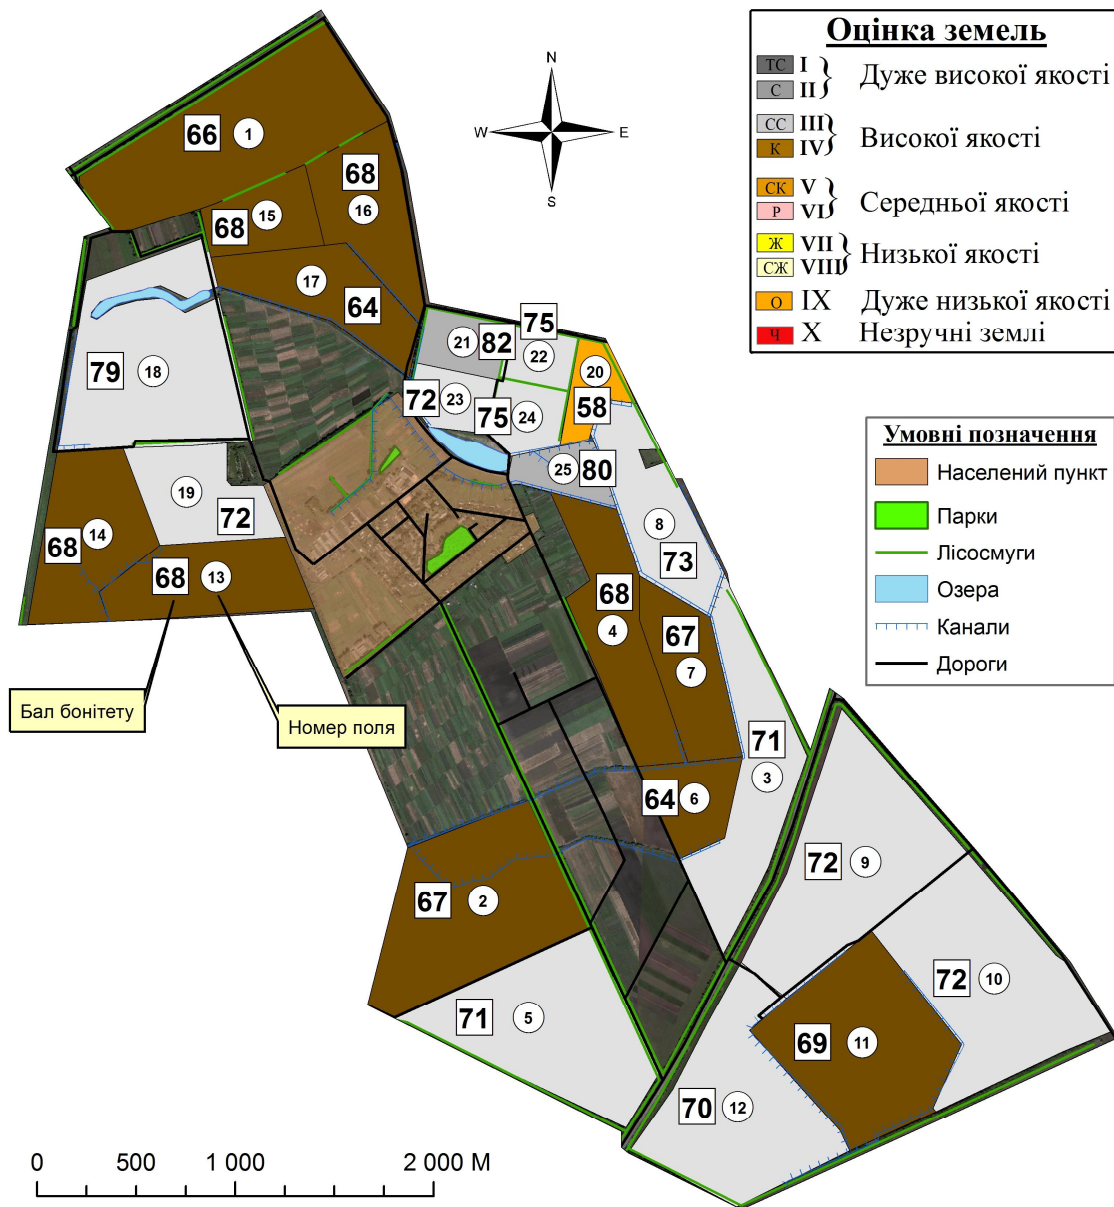 Оцінка земель
ТС I
С II
Дуже високої якості
СС III
К IV
Високої якості
СК V
Р VI
Середньої якості
Ж VII
СЖ VIII
Низької якості
О IX Дуже низької якості
Ч X Незручні землі
N
W E
S
66 1
68 16
68 15
17
64
79 18
21 82
75 22
20
58
72 23
75 24
25 80
19
72
68 14
68 13
8
73
68
4
67
7
71
3
64 6
67 2
71 5
72 9
72 10
69 11
70 12
Бал бонітету
Номер поля
Умовні позначення
Населений пункт
Парки
Лісосмуги
Озера
Канали
Дороги
0 500 1 000 2 000 М